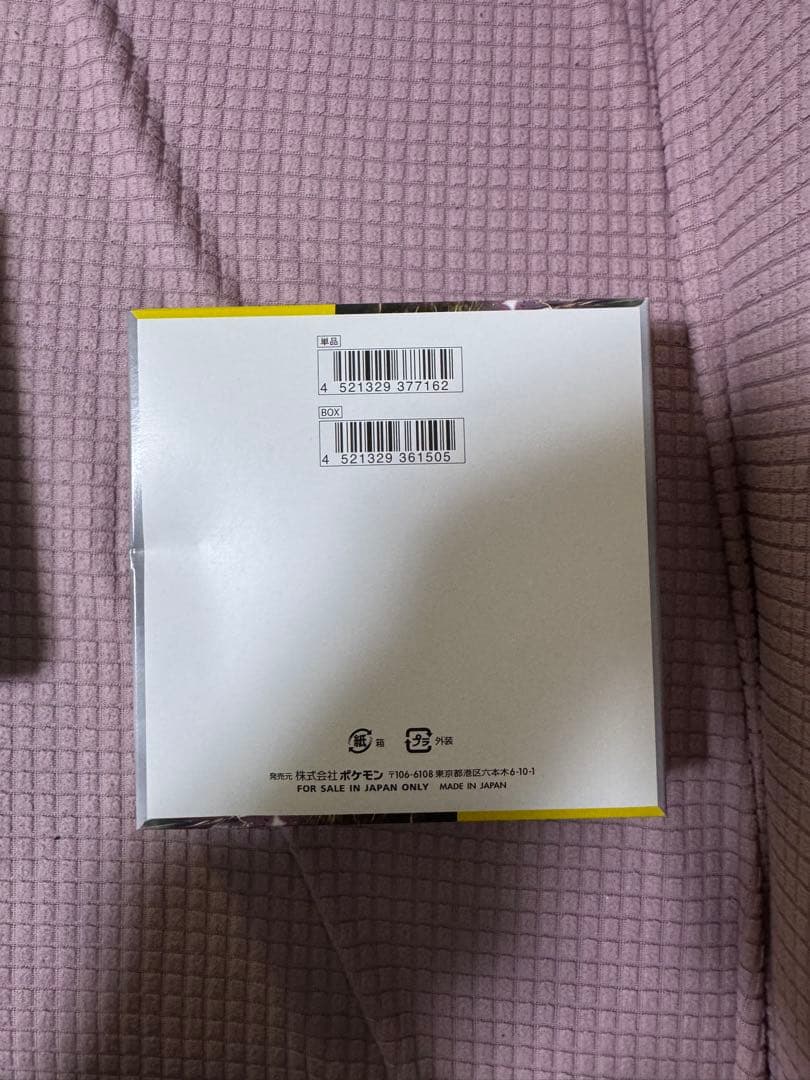 単品
4 521329 377162
BOX
4 521329 361505
紙 箱 プラ 外装
発売元 株式会社ポケモン 〒106-6108 東京都港区六本木6-10-1
FOR SALE IN JAPAN ONLY MADE IN JAPAN